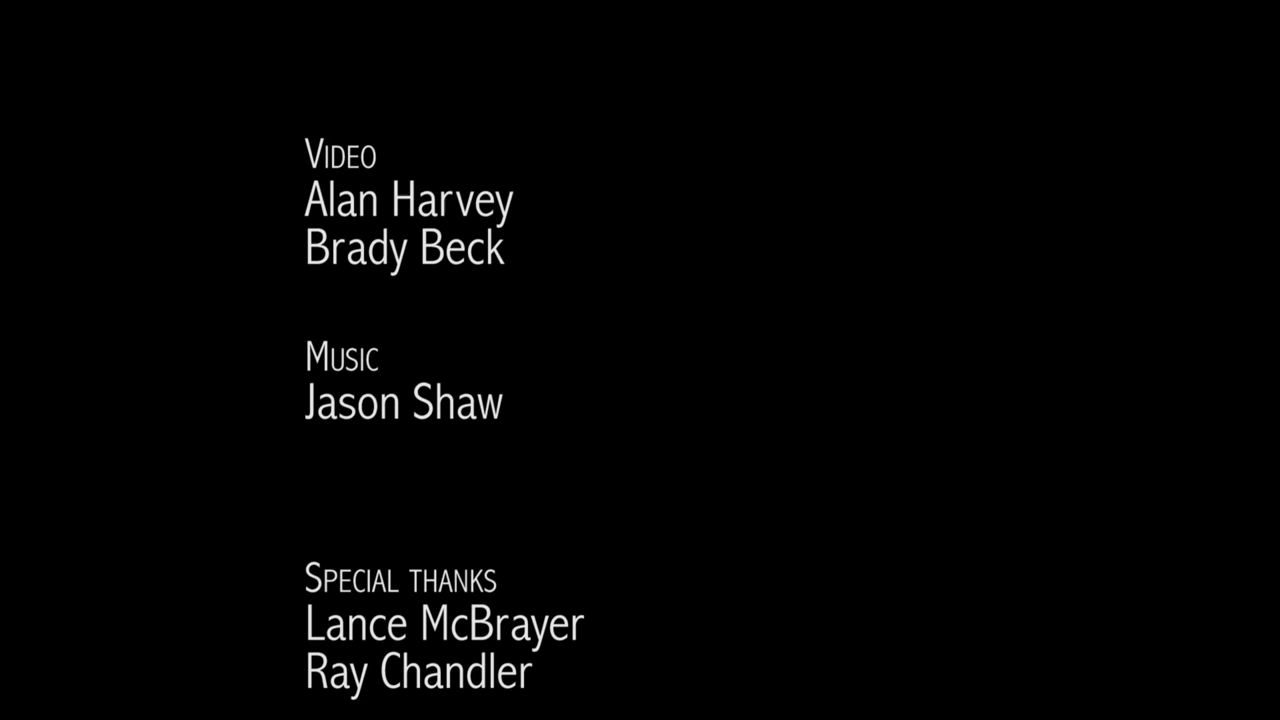 Video
Alan Harvey
Brady Beck
Music
Jason Shaw
Special thanks
Lance McBrayer
Ray Chandler